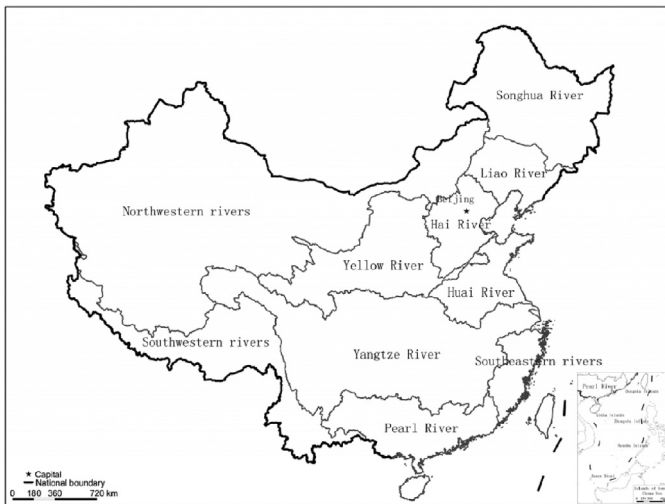 Songhua River
Liao River
Beijing
Hai River
Northwestern rivers
Yellow River
Huai River
Southwestern rivers
Yangtze River
Southeastern rivers
Pearl River
Pearl River
Capital
National boundary
0 180 360 720 km